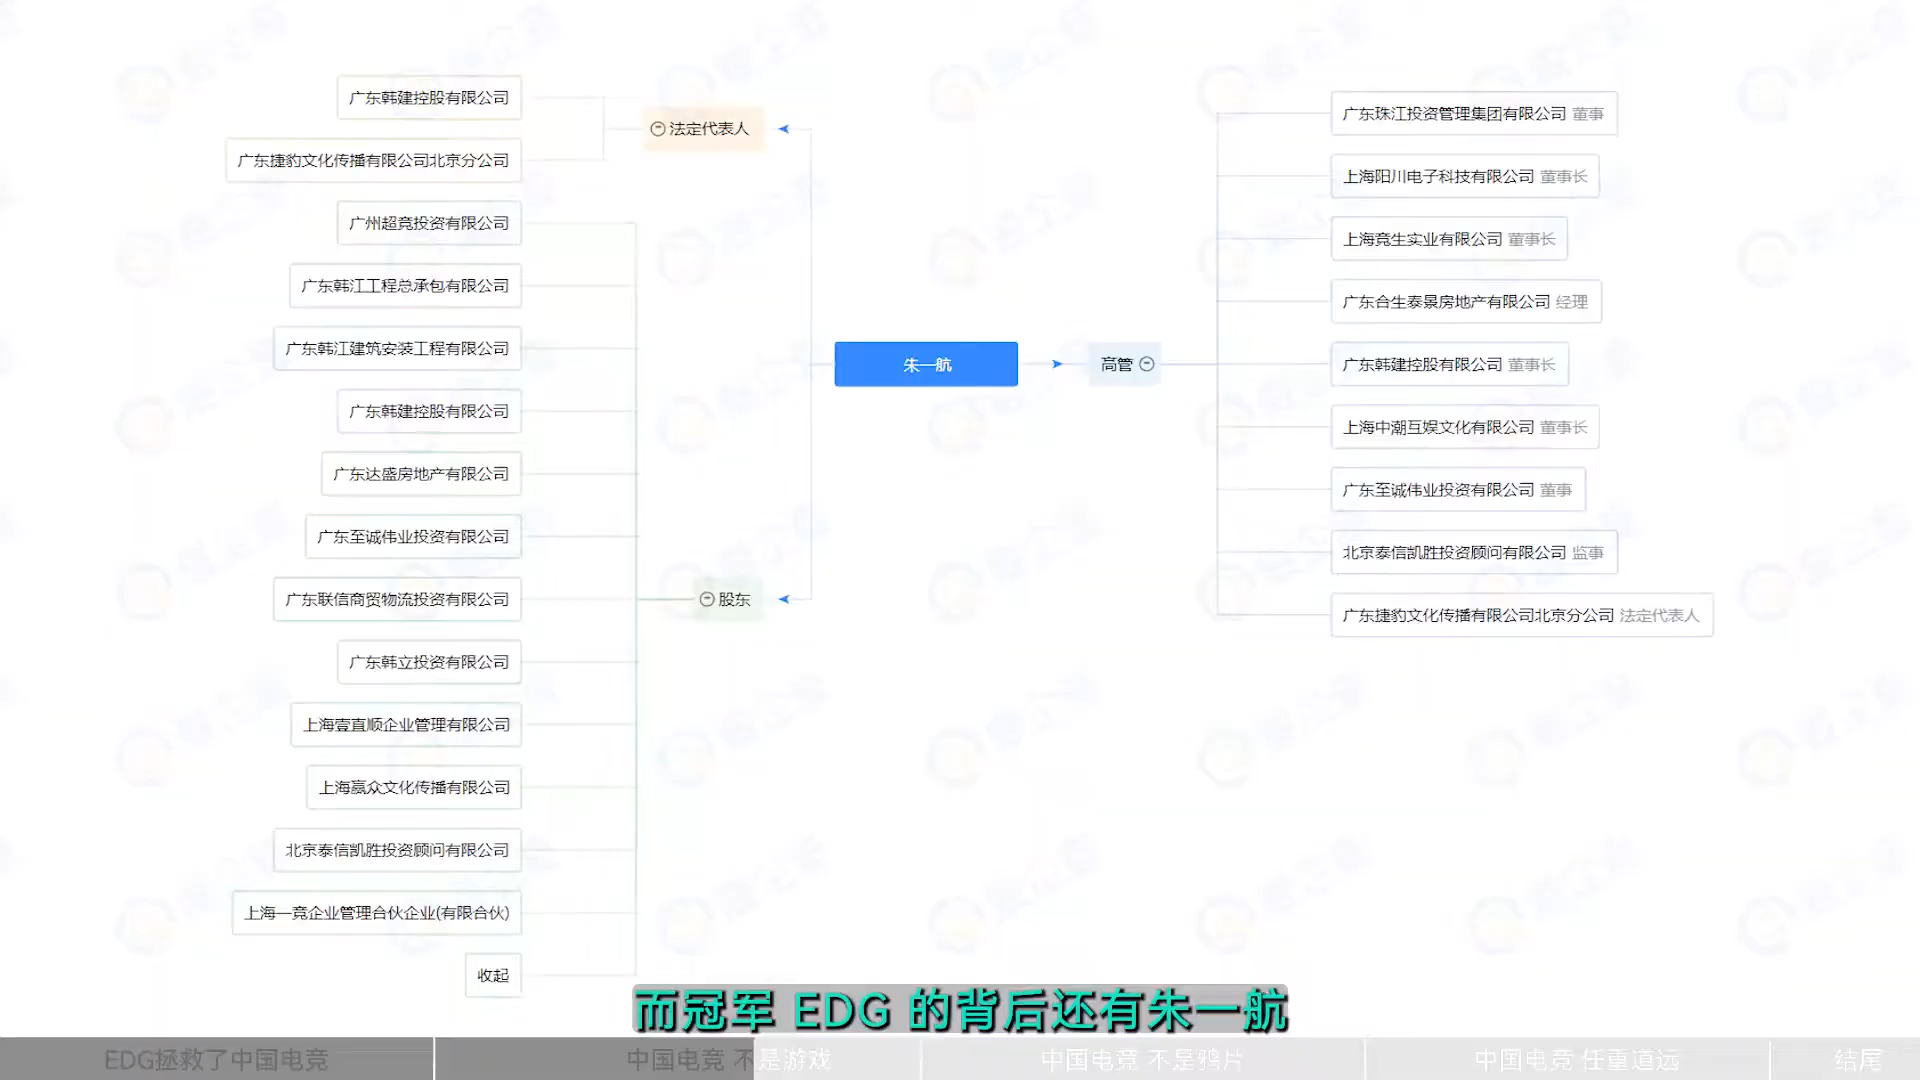 广东韩建控股有限公司
广东捷豹文化传播有限公司北京分公司
法定代表人
广州超竞投资有限公司
广东韩江工程总承包有限公司
广东韩江建筑安装工程有限公司
广东韩建控股有限公司
广东达盛房地产有限公司
广东至诚伟业投资有限公司
广东联信商贸物流投资有限公司
广东韩立投资有限公司
上海壹直顺企业管理有限公司
上海赢众文化传播有限公司
北京泰信凯胜投资顾问有限公司
上海一竞企业管理合伙企业(有限合伙)
收起
股东
朱一航
高管
广东珠江投资管理集团有限公司 董事
上海阳川电子科技有限公司 董事长
上海竞生实业有限公司 董事长
广东合生泰景房地产有限公司 经理
广东韩建控股有限公司 董事长
上海中潮互娱文化有限公司 董事长
广东至诚伟业投资有限公司 董事
北京泰信凯胜投资顾问有限公司 监事
广东捷豹文化传播有限公司北京分公司 法定代表人
而冠军 EDG 的背后还有朱一航
EDG拯救了中国电竞
中国电竞 不是游戏
中国电竞 不是鸦片
中国电竞 任重道远
结尾